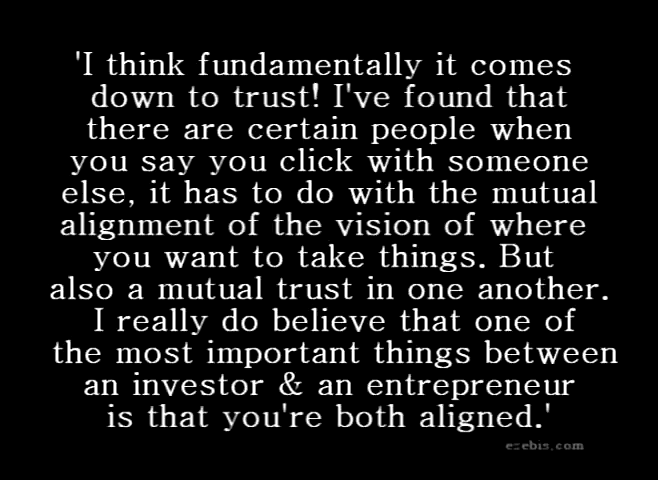 'I think fundamentally it comes
down to trust! I've found that
there are certain people when
you say you click with someone
else, it has to do with the mutual
alignment of the vision of where
you want to take things. But
also a mutual trust in one another.
I really do believe that one of
the most important things between
an investor & an entrepreneur
is that you're both aligned.'
ezebis.com